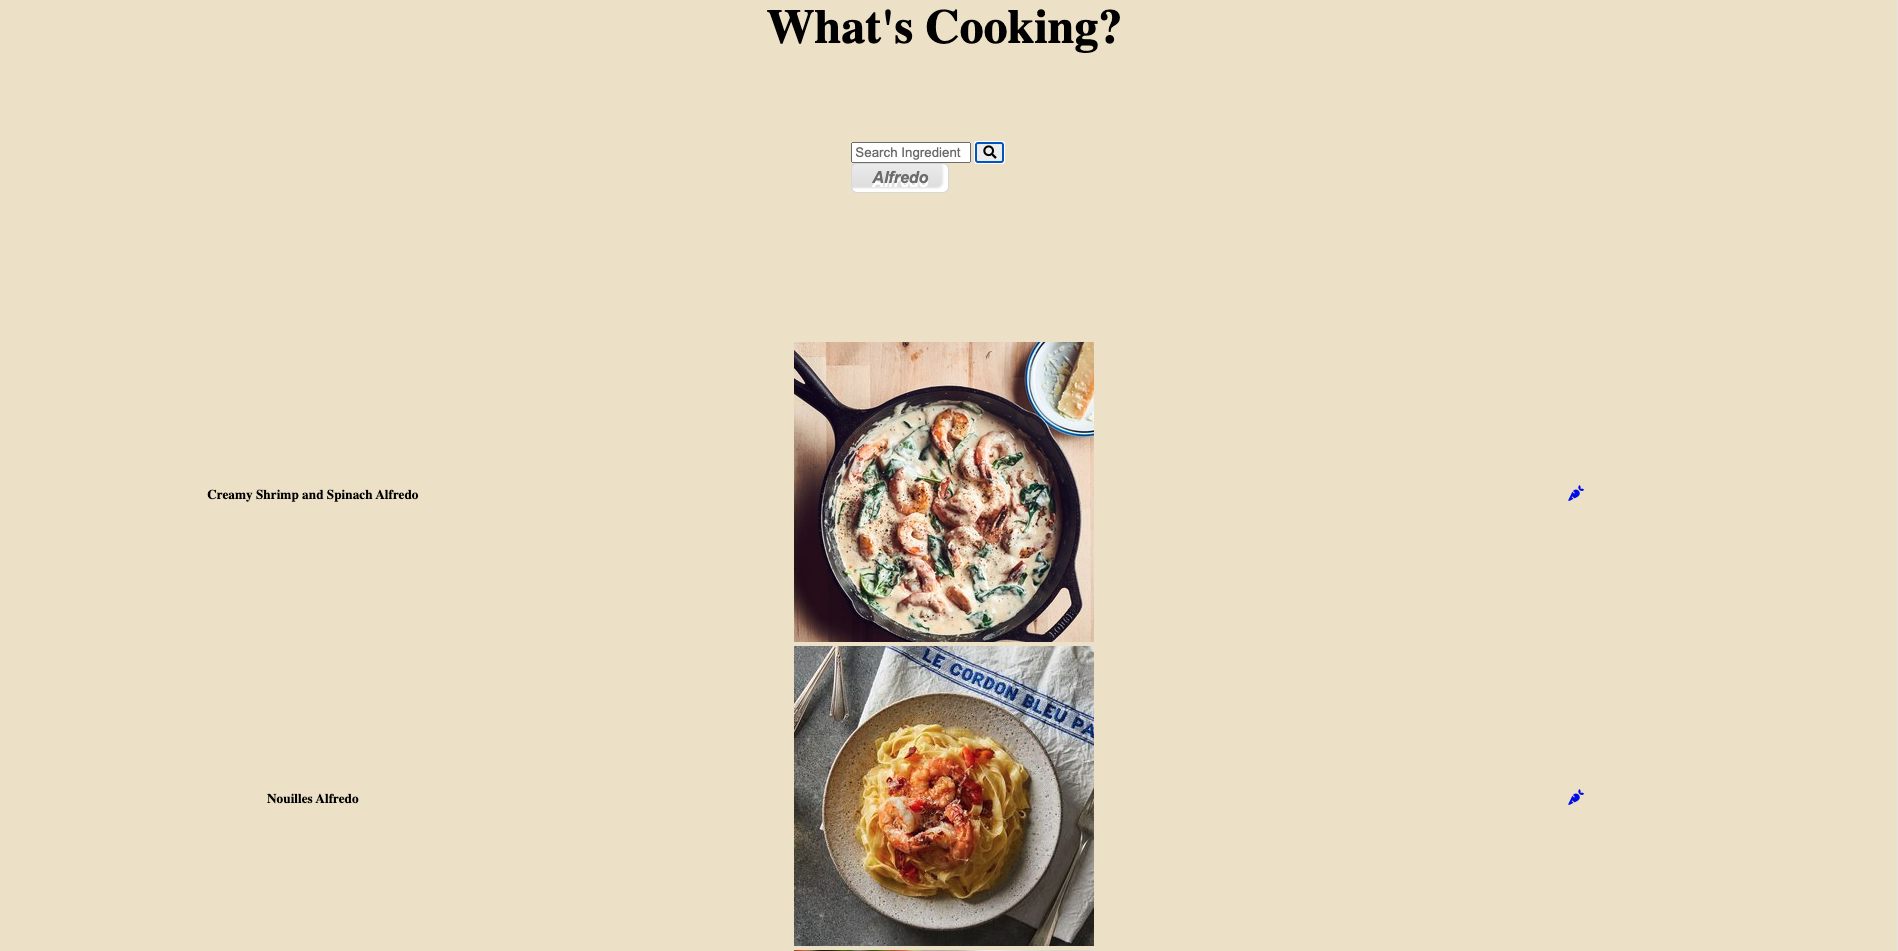 What's Cooking?
Search Ingredient
Alfredo
Creamy Shrimp and Spinach Alfredo
LODGE
LE CORDON BLEU PA
Nouilles Alfredo